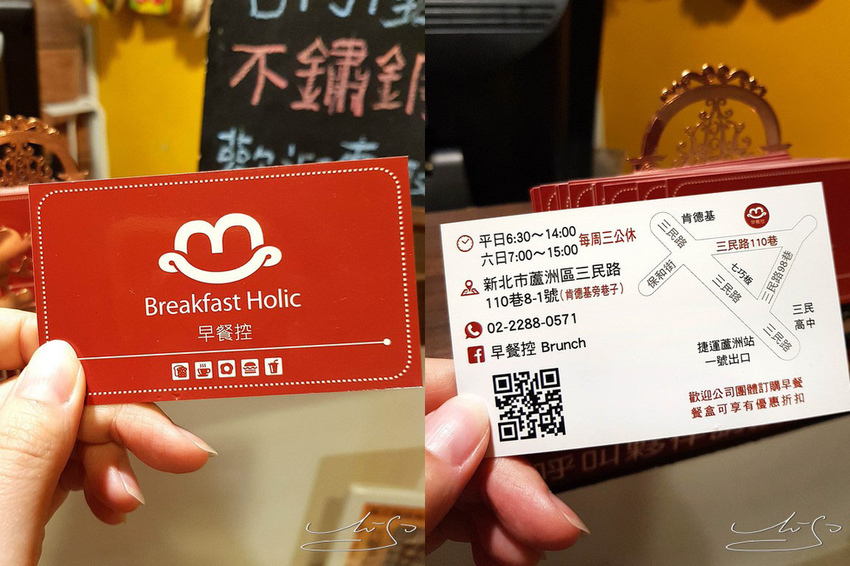 不鏽鋼
Breakfast Holic
早餐控
平日6:30～14:00
六日7:00～15:00
每周三公休
新北市蘆洲區三民路
110巷8-1號(肯德基旁巷子)
02-2288-0571
早餐控 Brunch
肯德基
早餐控
三民路
三民路110巷
保和街
七巧板
三民路
三民路98巷
三民
高中
三民路
捷運蘆洲站
一號出口
歡迎公司團體訂購早餐
餐盒可享有優惠折扣